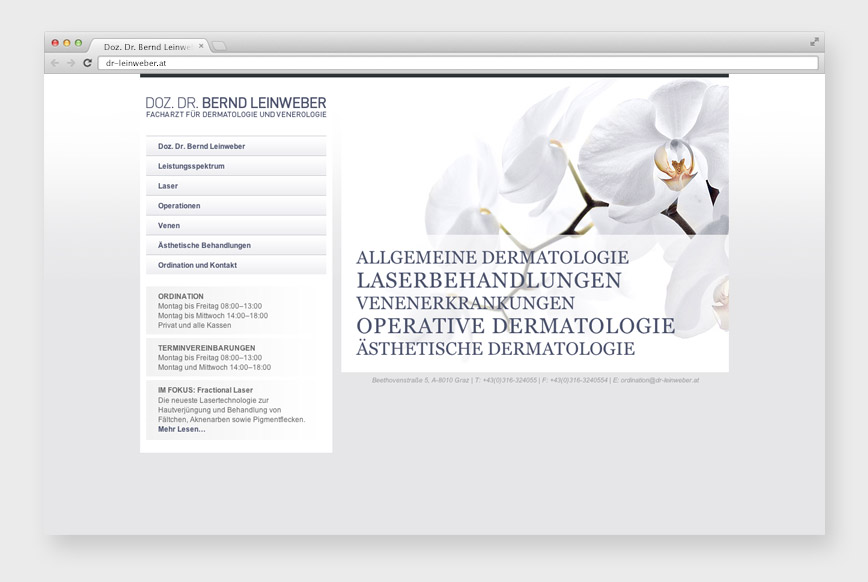 Doz. Dr. Bernd Leinwe
dr-leinweber.at
DOZ. DR. BERND LEINWEBER
FACHARZT FÜR DERMATOLOGIE UND VENEROLOGIE
Doz. Dr. Bernd Leinweber
Leistungsspektrum
Laser
Operationen
Venen
Ästhetische Behandlungen
Ordination und Kontakt
ORDINATION
Montag bis Freitag 08:00–13:00
Montag bis Mittwoch 14:00–18:00
Privat und alle Kassen
TERMINVEREINBARUNGEN
Montag bis Freitag 08:00–13:00
Montag und Mittwoch 14:00–18:00
IM FOKUS: Fractional Laser
Die neueste Lasertechnologie zur
Hautverjüngung und Behandlung von
Fältchen, Aknenarben sowie Pigmentflecken.
Mehr Lesen...
ALLGEMEINE DERMATOLOGIE
LASERBEHANDLUNGEN
VENENERKRANKUNGEN
OPERATIVE DERMATOLOGIE
ÄSTHETISCHE DERMATOLOGIE
Beethovenstraße 5, A-8010 Graz | T: +43(0)316-324055 | F: +43(0)316-3240554 | E: ordination@dr-leinweber.at